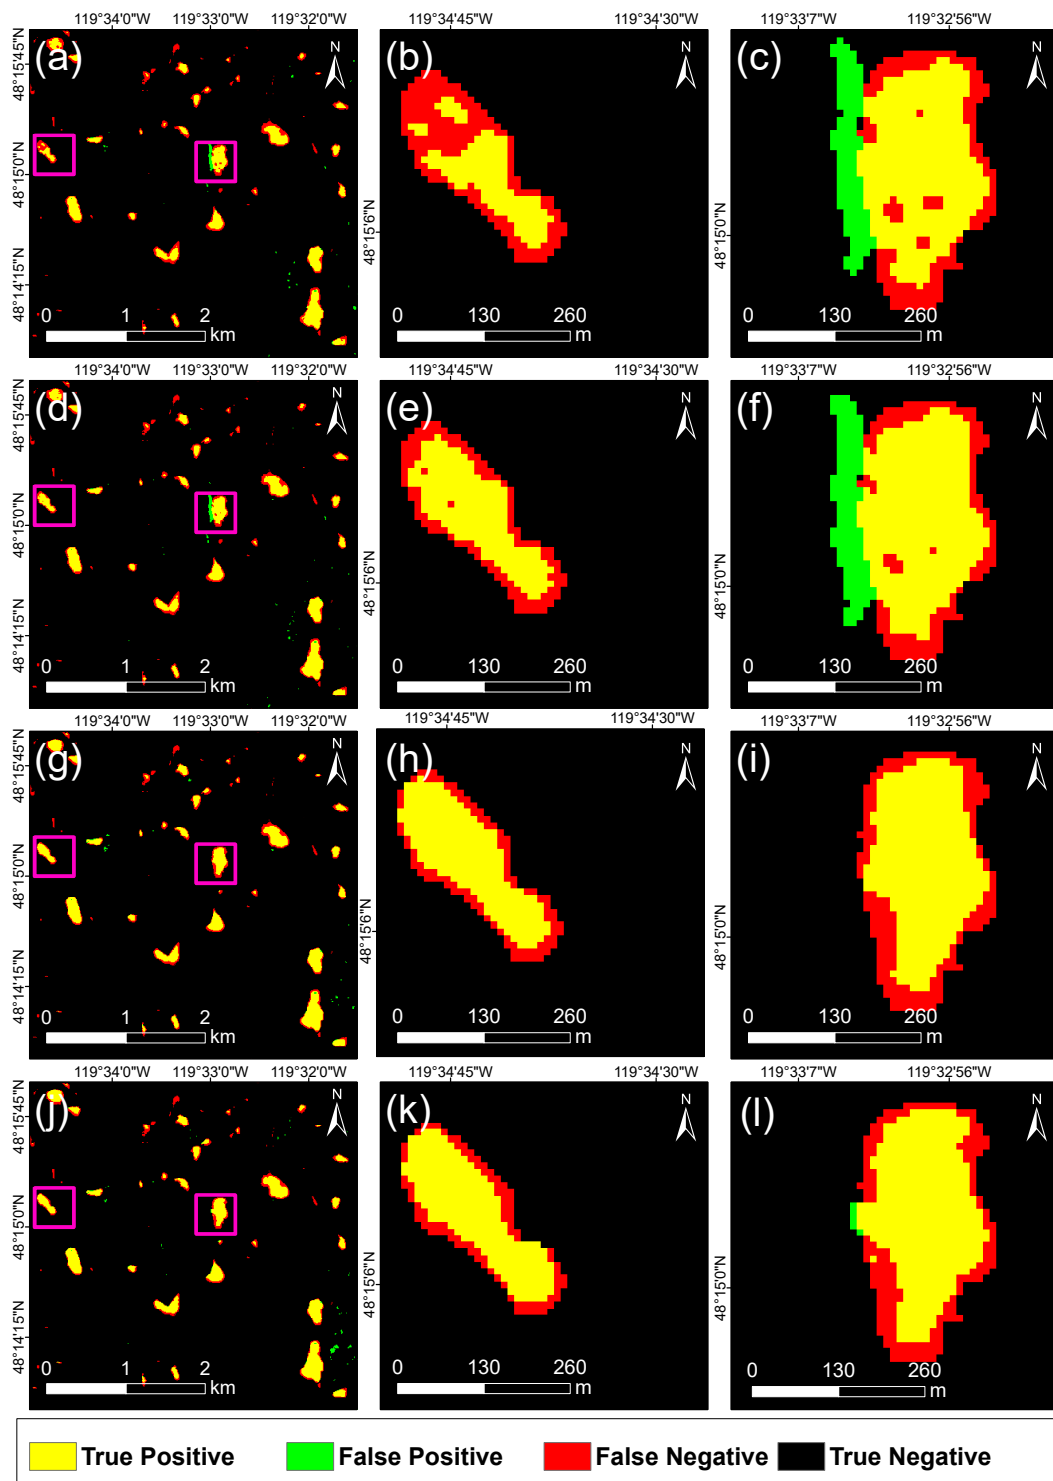 119°34'0"W 119°33'0"W 119°32'0"W 119°34'45"W 119°34'30"W 119°33'7"W 119°32'56"W
(a) N (b) N (c) N
48°15'45"N 48°15'0"N 48°14'15"N 48°15'6"N 48°15'0"N
0 1 2 km 0 130 260 m 0 130 260 m
119°34'0"W 119°33'0"W 119°32'0"W 119°34'45"W 119°34'30"W 119°33'7"W 119°32'56"W
(d) N (e) N (f) N
48°15'45"N 48°15'0"N 48°14'15"N 48°15'6"N 48°15'0"N
0 1 2 km 0 130 260 m 0 130 260 m
119°34'0"W 119°33'0"W 119°32'0"W 119°34'45"W 119°34'30"W 119°33'7"W 119°32'56"W
(g) N (h) N (i) N
48°15'45"N 48°15'0"N 48°14'15"N 48°15'6"N 48°15'0"N
0 1 2 km 0 130 260 m 0 130 260 m
119°34'0"W 119°33'0"W 119°32'0"W 119°34'45"W 119°34'30"W 119°33'7"W 119°32'56"W
(j) N (k) N (l) N
48°15'45"N 48°15'0"N 48°14'15"N 48°15'6"N 48°15'0"N
0 1 2 km 0 130 260 m 0 130 260 m
True Positive False Positive False Negative True Negative